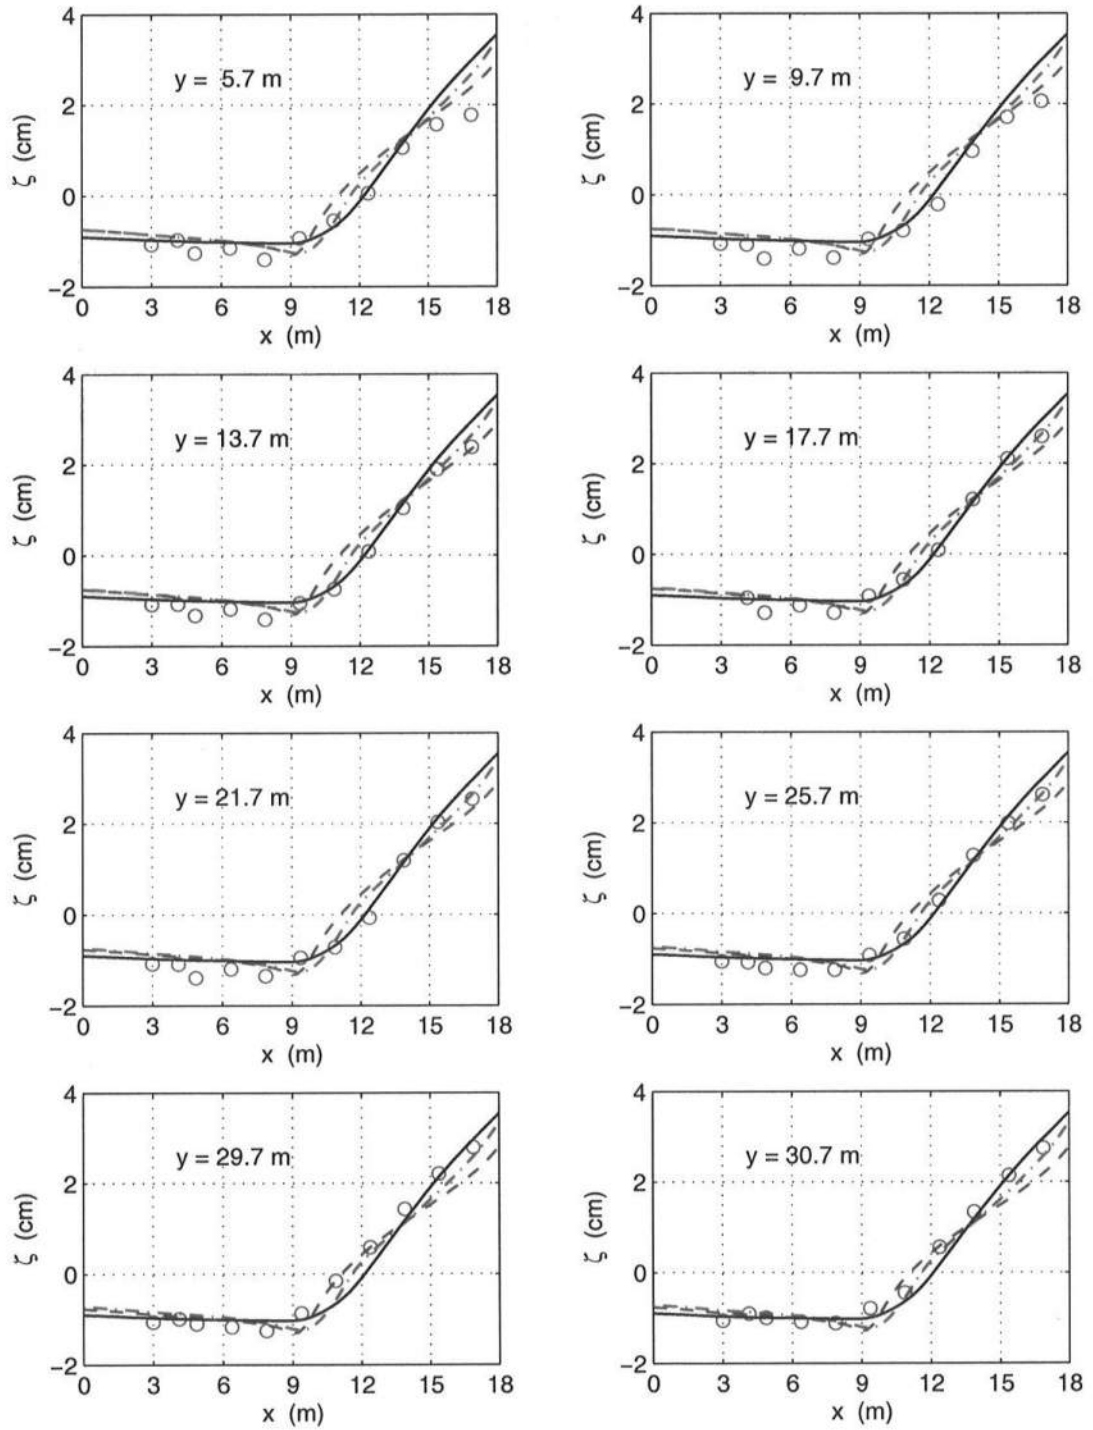 4
2
0
−2
ζ (cm)
y = 5.7 m
0 3 6 9 12 15 18
x (m)
4
2
0
−2
ζ (cm)
y = 9.7 m
0 3 6 9 12 15 18
x (m)
4
2
0
−2
ζ (cm)
y = 13.7 m
0 3 6 9 12 15 18
x (m)
4
2
0
−2
ζ (cm)
y = 17.7 m
0 3 6 9 12 15 18
x (m)
4
2
0
−2
ζ (cm)
y = 21.7 m
0 3 6 9 12 15 18
x (m)
4
2
0
−2
ζ (cm)
y = 25.7 m
0 3 6 9 12 15 18
x (m)
4
2
0
−2
ζ (cm)
y = 29.7 m
0 3 6 9 12 15 18
x (m)
4
2
0
−2
ζ (cm)
y = 30.7 m
0 3 6 9 12 15 18
x (m)